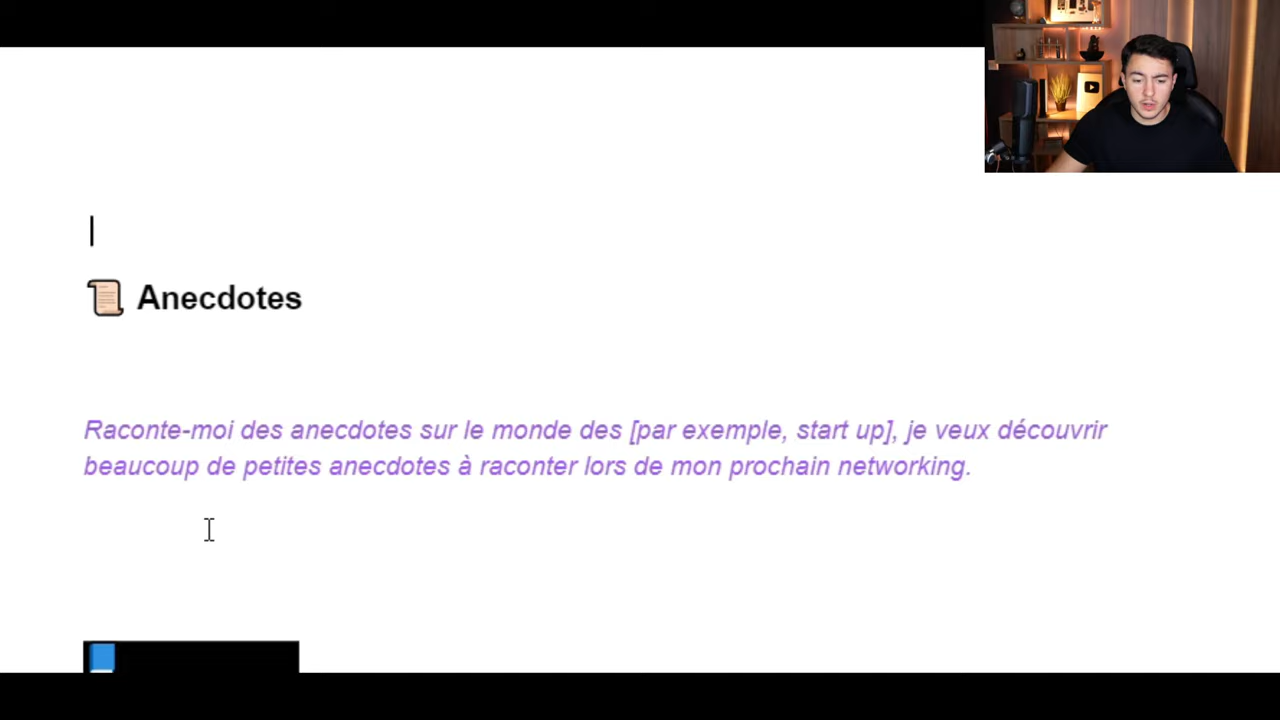 📜 Anecdotes
Raconte-moi des anecdotes sur le monde des [par exemple, start up], je veux découvrir
beaucoup de petites anecdotes à raconter lors de mon prochain networking.